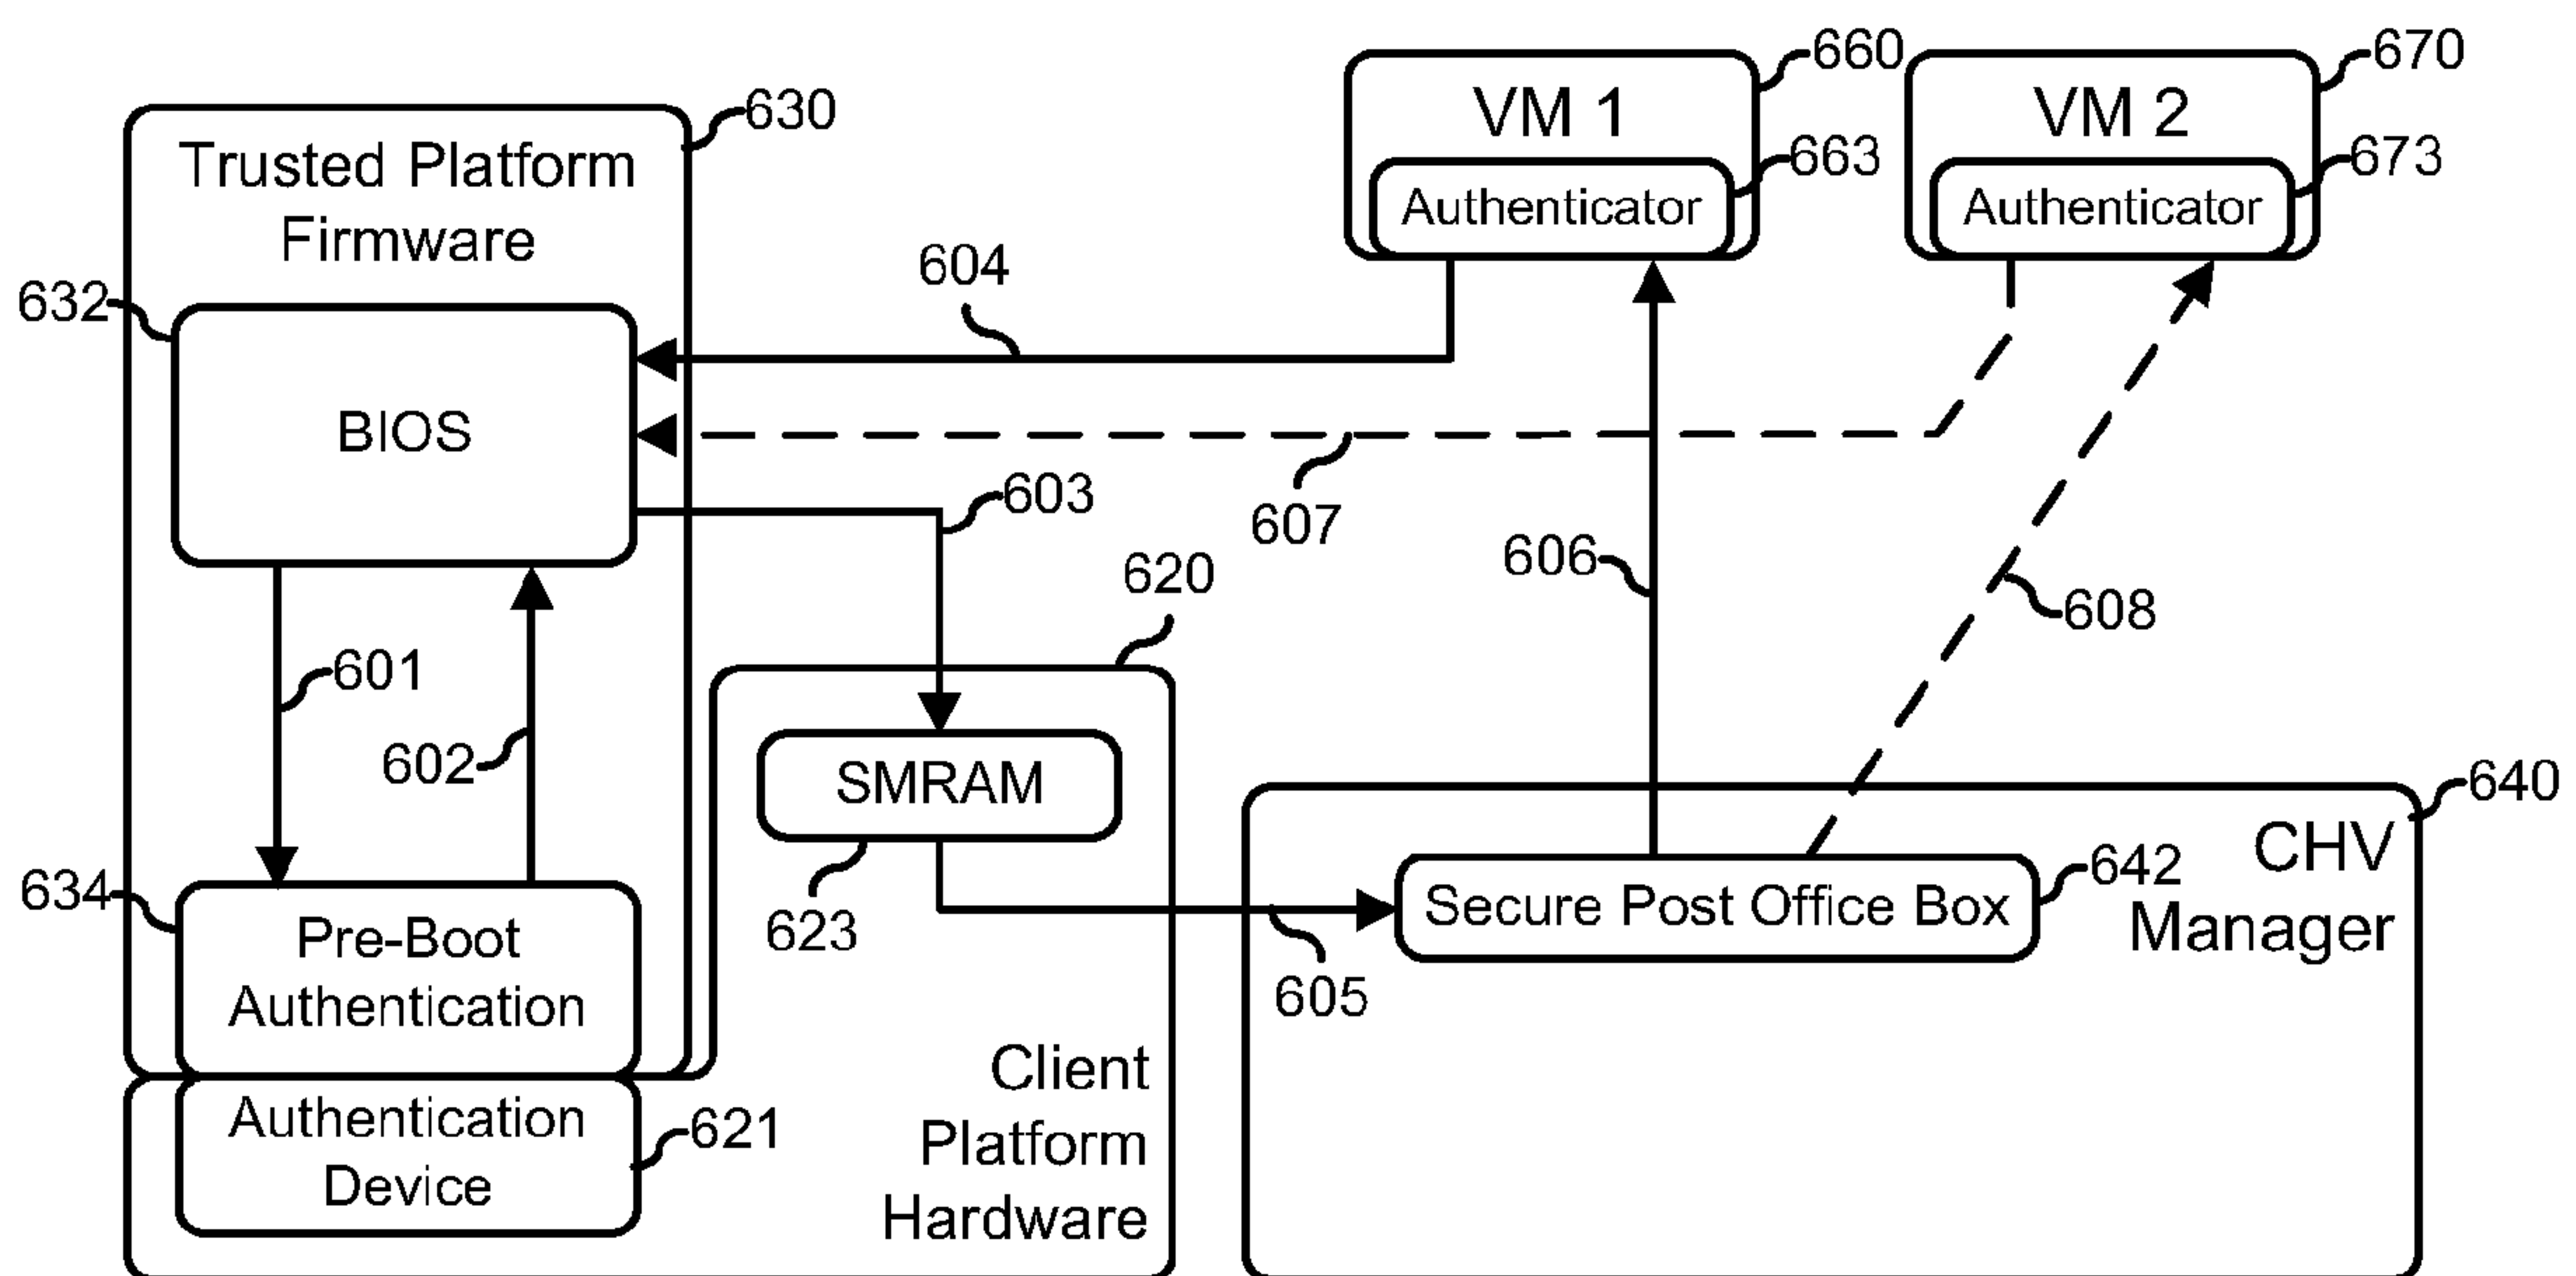 660
670
VM 1
VM 2
630
663
673
Trusted Platform
Firmware
Authenticator
Authenticator
604
632
BIOS
603
607
606
620
608
601
602
SMRAM
640
CHV
Manager
634
642
Secure Post Office Box
Pre-Boot
Authentication
623
605
Client
Platform
Hardware
Authentication
Device
621